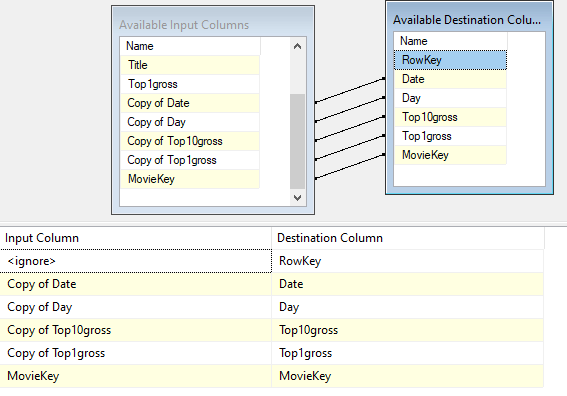 Available Input Columns
Name
Title
Top1gross
Copy of Date
Copy of Day
Copy of Top10gross
Copy of Top1gross
MovieKey
Available Destination Colu...
Name
RowKey
Date
Day
Top10gross
Top1gross
MovieKey
Input Column Destination Column
<ignore> RowKey
Copy of Date Date
Copy of Day Day
Copy of Top10gross Top10gross
Copy of Top1gross Top1gross
MovieKey MovieKey